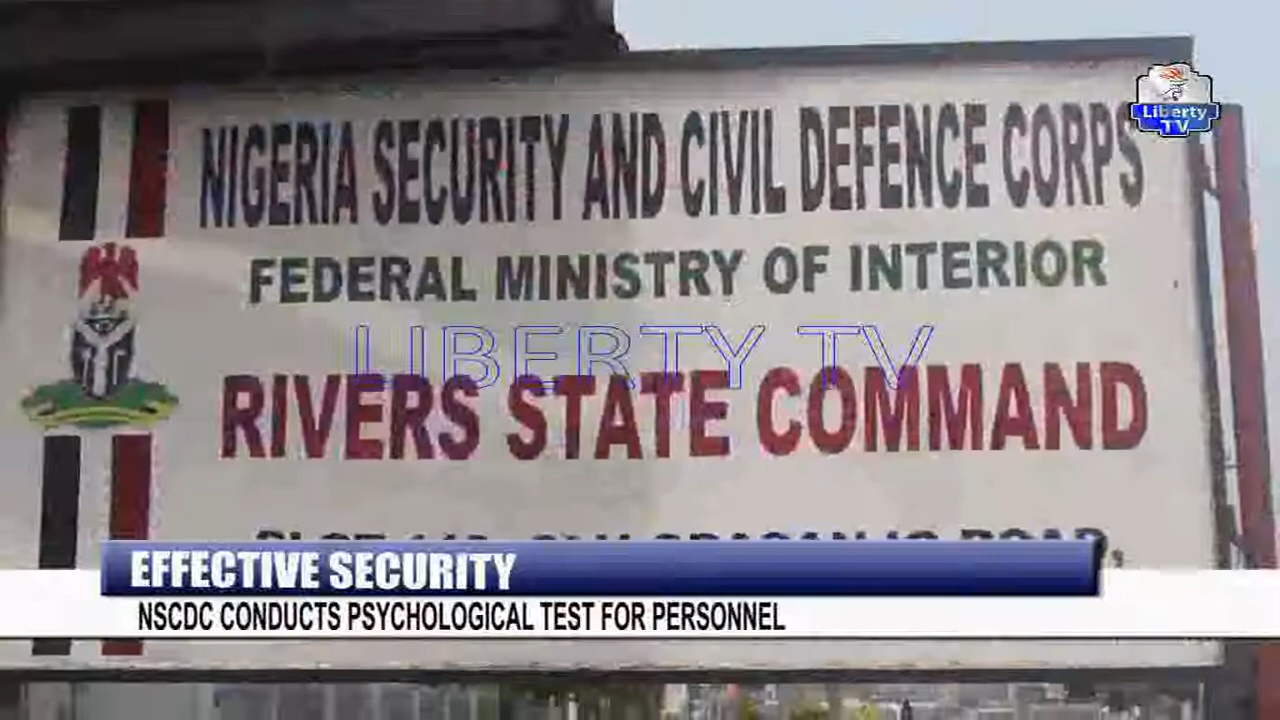 Liberty
TV
NIGERIA SECURITY AND CIVIL DEFENCE CORPS
FEDERAL MINISTRY OF INTERIOR
LIBERTY TV
RIVERS STATE COMMAND
EFFECTIVE SECURITY
NSCDC CONDUCTS PSYCHOLOGICAL TEST FOR PERSONNEL